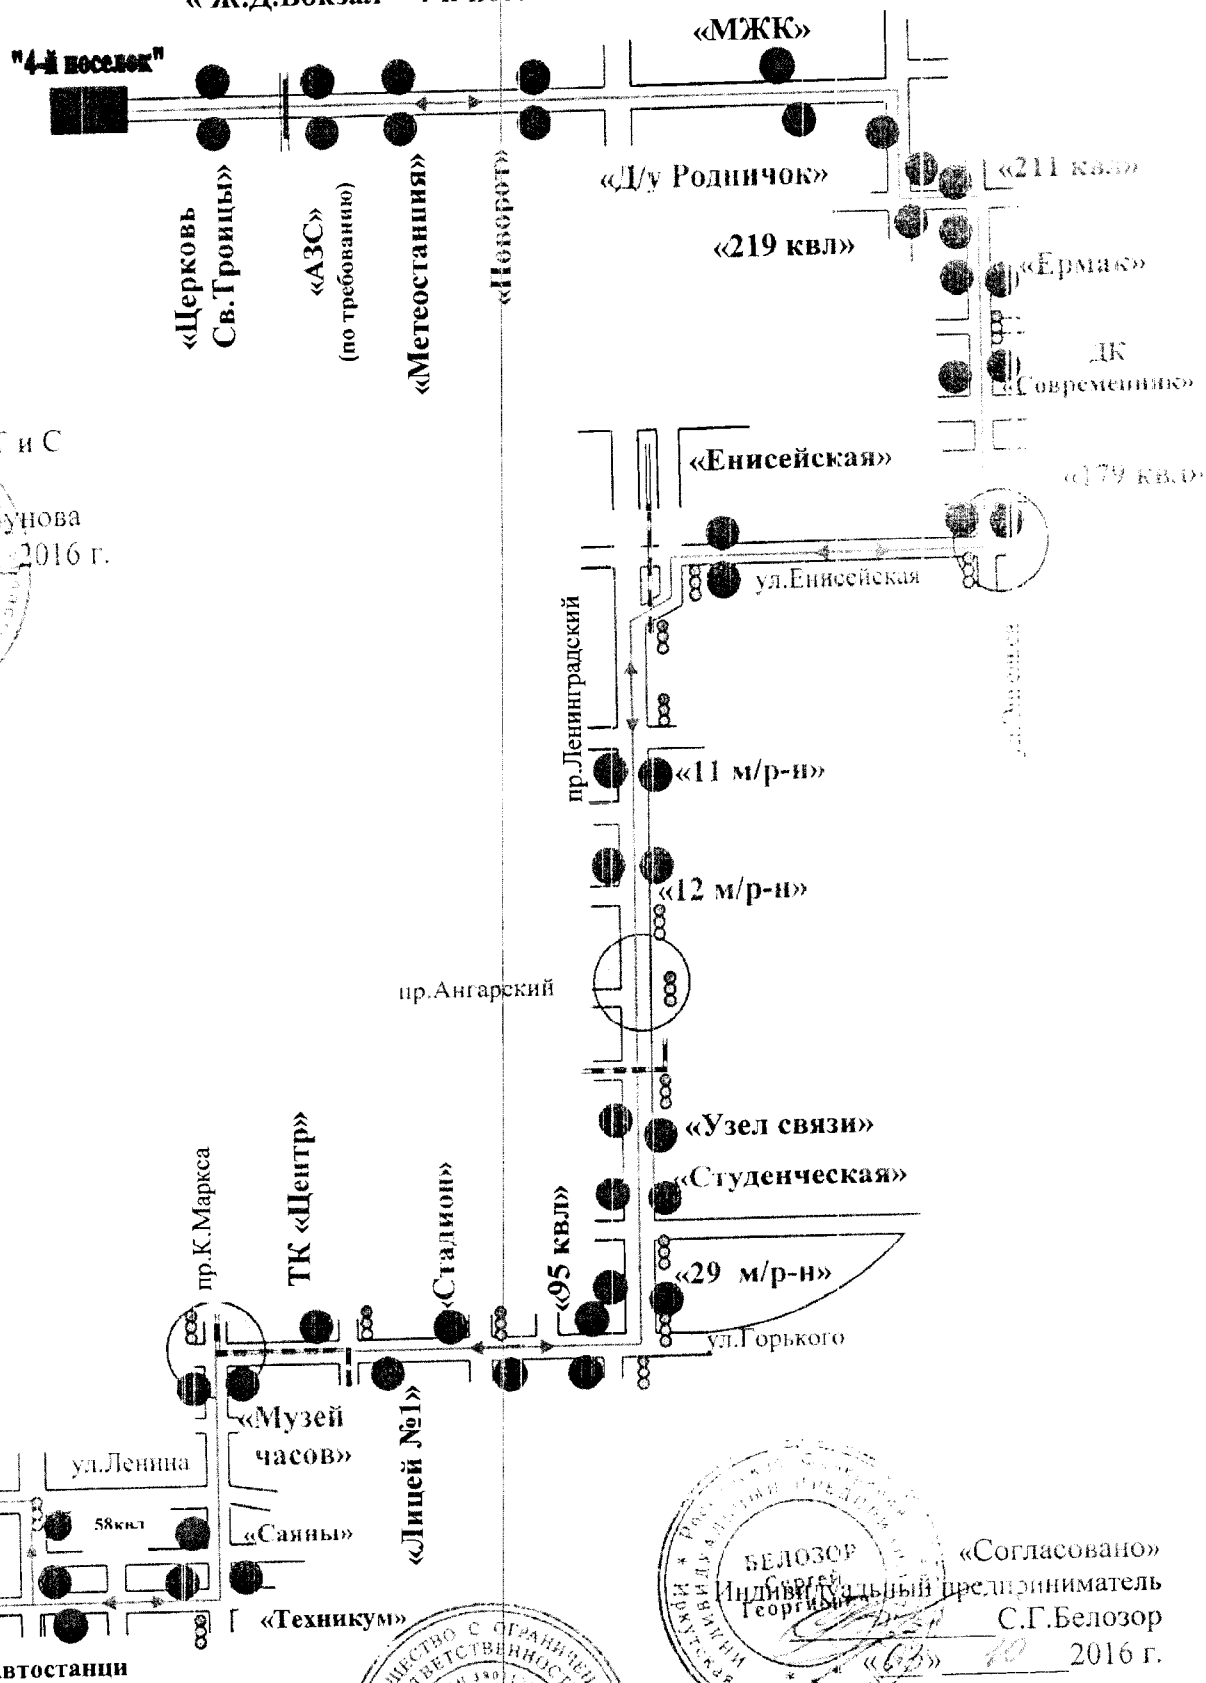 « Ж.Д.Вокзал
«МЖК»
"4-й поселок"
«Д/у Родничок»
«211 квл»
«219 квл»
«Церковь
Св.Троицы»
«АЗС»
(по требованию)
«Метеостанция»
«Поворот»
«Ермак»
ДК
«Современник»
и С
«Енисейская»
«179 квл»
унова
2016 г.
ул.Енисейская
пр.Ленинградский
«11 м/р-н»
«12 м/р-н»
пр.Ангарский
«Узел связи»
«Студенческая»
пр.К.Маркса
ТК «Центр»
«Стадион»
«95 квл»
«29 м/р-н»
ул.Горького
«Музей
часов»
«Лицей №1»
ул.Ленина
58квл
«Саяны»
«Техникум»
втостанци
БЕЛОЗОР
Сергей
«Согласовано»
Индивидуальный предприниматель
С.Г.Белозор
10 2016 г.